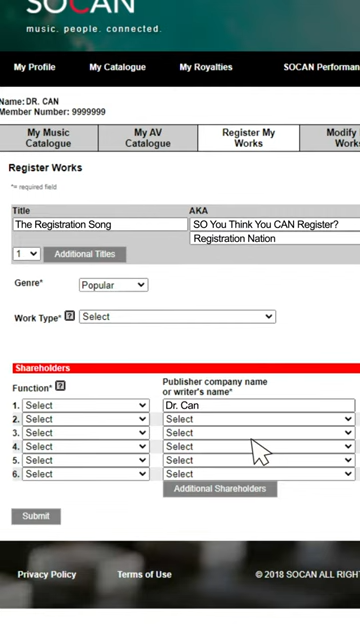 SOCAN
music. people. connected.
My Profile My Catalogue My Royalties SOCAN Performan
Name: DR. CAN
Member Number: 9999999
My Music Catalogue My AV Catalogue Register My Works Modify Works
Register Works
*= required field
Title AKA
The Registration Song SO You Think You CAN Register?
Registration Nation
1 Additional Titles
Genre* Popular
Work Type* ? Select
Shareholders
Function* ? Publisher company name
or writer's name*
1. Select Dr. Can
2. Select Select
3. Select Select
4. Select Select
5. Select Select
6. Select Select
Additional Shareholders
Submit
Privacy Policy Terms of Use © 2018 SOCAN ALL RIGH